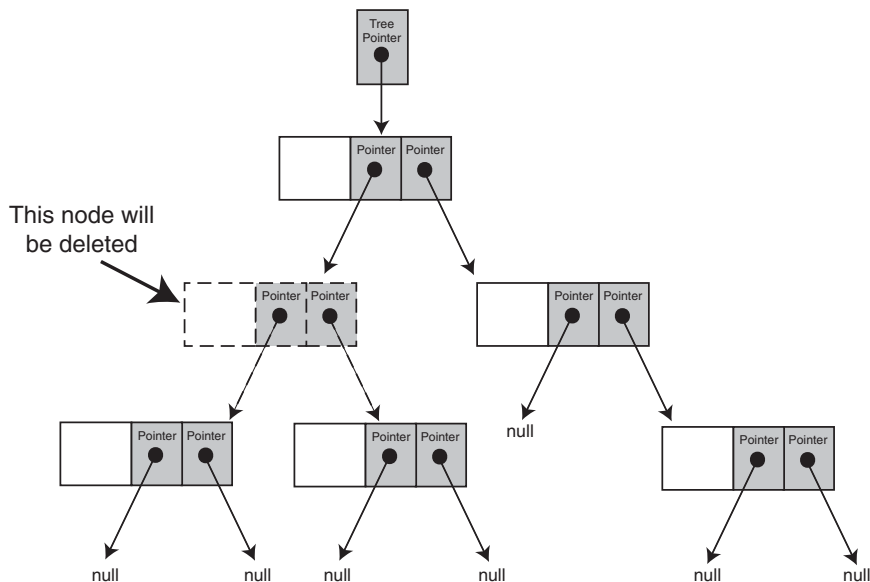 Tree
Pointer
Pointer Pointer
This node will
be deleted
Pointer Pointer
Pointer Pointer
Pointer Pointer
Pointer Pointer
null
Pointer Pointer
null
null
null
null
null
null